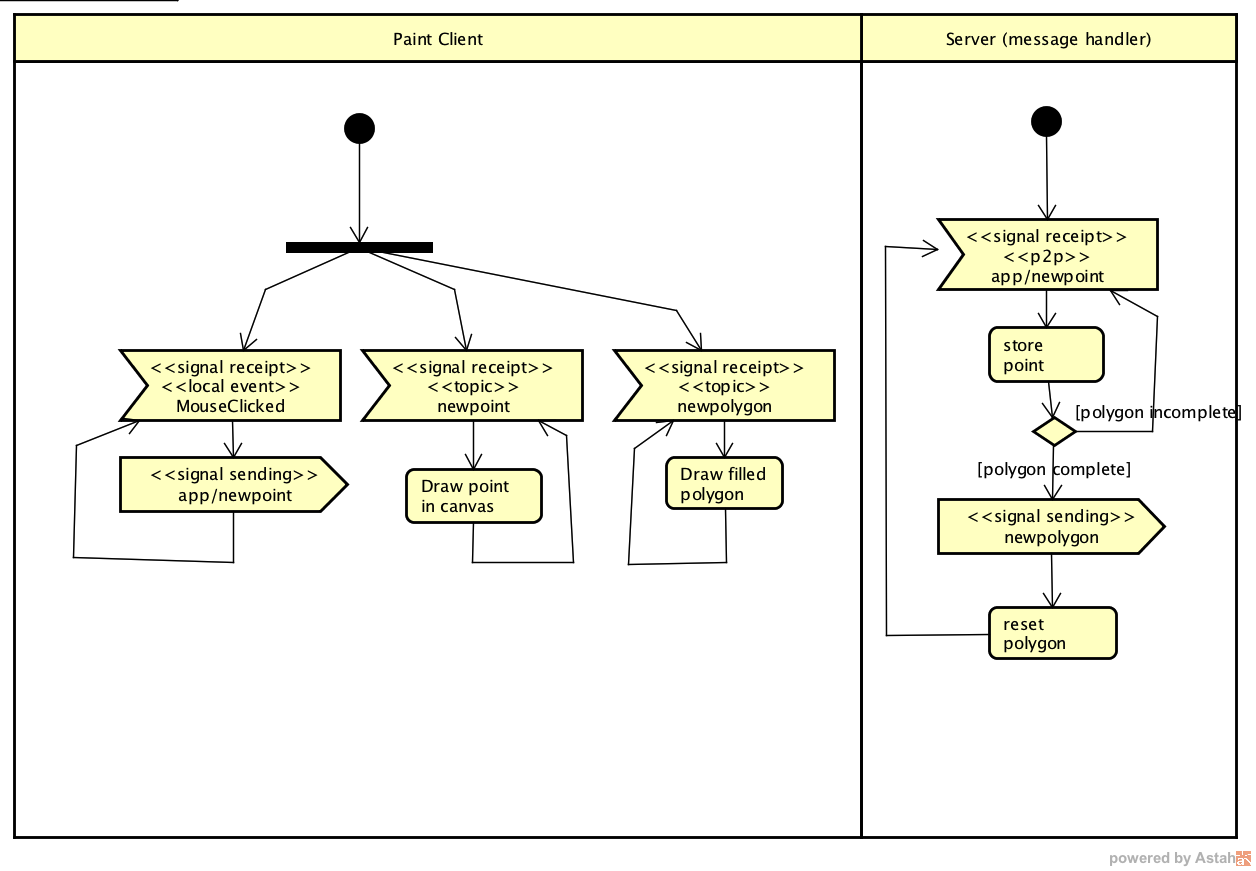 Paint Client
Server (message handler)
<<signal receipt>>
<<local event>>
MouseClicked
<<signal sending>>
app/newpoint
<<signal receipt>>
<<topic>>
newpoint
Draw point
in canvas
<<signal receipt>>
<<topic>>
newpolygon
Draw filled
polygon
<<signal receipt>>
<<p2p>>
app/newpoint
store
point
[polygon incomplete]
[polygon complete]
<<signal sending>>
newpolygon
reset
polygon
powered by Astah